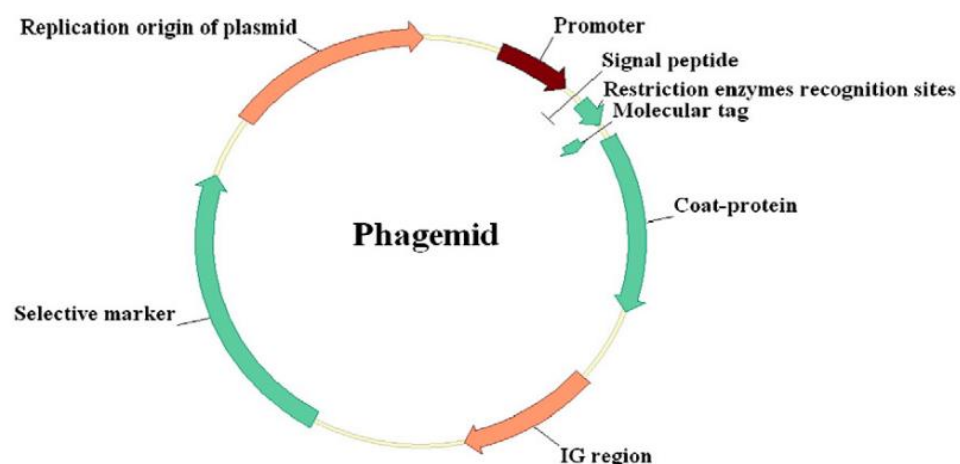 Replication origin of plasmid
Promoter
Signal peptide
Restriction enzymes recognition sites
Molecular tag
Coat-protein
Phagemid
Selective marker
IG region